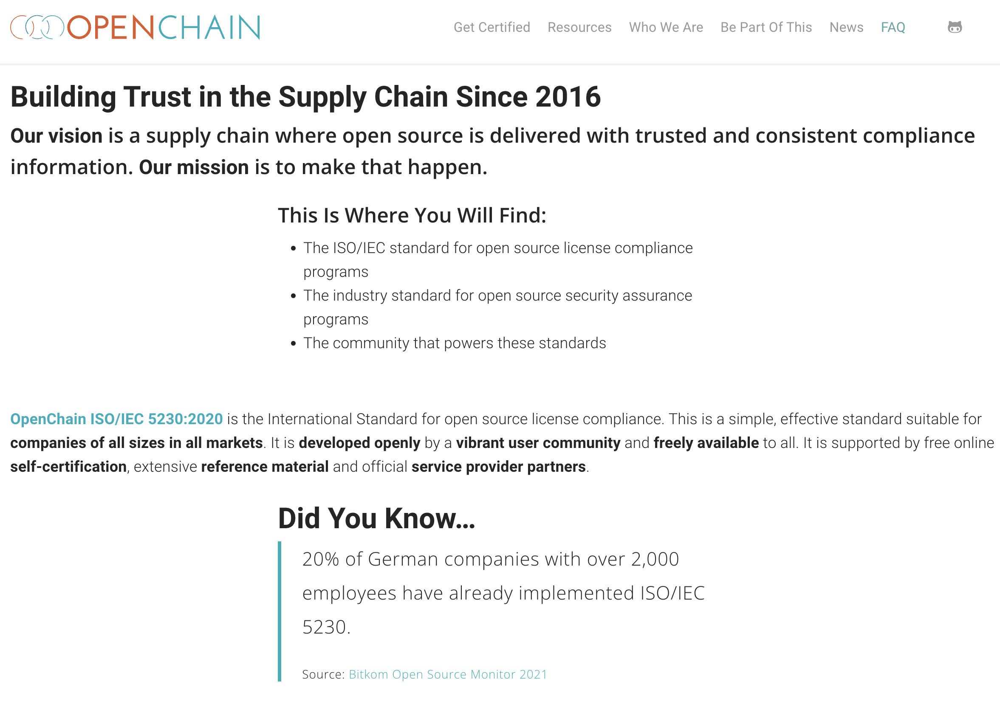 OPENCHAIN
Get Certified Resources Who We Are Be Part Of This News FAQ
Building Trust in the Supply Chain Since 2016
Our vision is a supply chain where open source is delivered with trusted and consistent compliance
information. Our mission is to make that happen.
This Is Where You Will Find:
• The ISO/IEC standard for open source license compliance
programs
• The industry standard for open source security assurance
programs
• The community that powers these standards
OpenChain ISO/IEC 5230:2020 is the International Standard for open source license compliance. This is a simple, effective standard suitable for
companies of all sizes in all markets. It is developed openly by a vibrant user community and freely available to all. It is supported by free online
self-certification, extensive reference material and official service provider partners.
Did You Know...
20% of German companies with over 2,000
employees have already implemented ISO/IEC
5230.
Source: Bitkom Open Source Monitor 2021